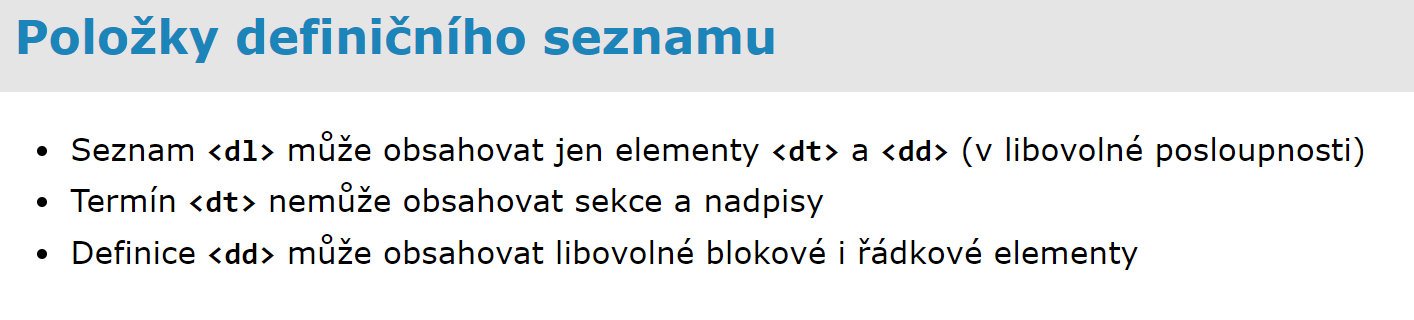 Položky definičního seznamu
• Seznam <dl> může obsahovat jen elementy <dt> a <dd> (v libovolné posloupnosti)
• Termín <dt> nemůže obsahovat sekce a nadpisy
• Definice <dd> může obsahovat libovolné blokové i řádkové elementy